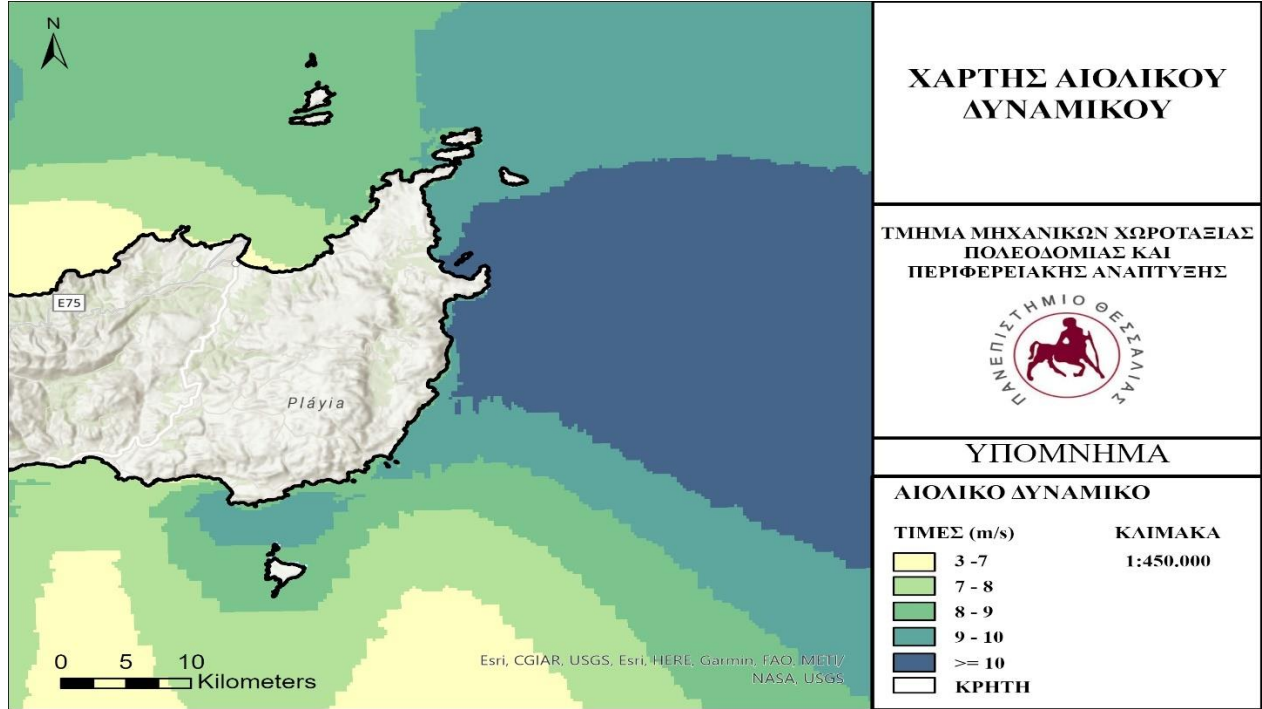 N
E75
Pláyia
0 5 10
Kilometers
Esri, CGIAR, USGS, Esri, HERE, Garmin, FAO, METI/
NASA, USGS
ΧΑΡΤΗΣ ΑΙΟΛΙΚΟΥ
ΔΥΝΑΜΙΚΟΥ
ΤΜΗΜΑ ΜΗΧΑΝΙΚΩΝ ΧΩΡΟΤΑΞΙΑΣ
ΠΟΛΕΟΔΟΜΙΑΣ ΚΑΙ
ΠΕΡΙΦΕΡΕΙΑΚΗΣ ΑΝΑΠΤΥΞΗΣ
ΠΑΝΕΠΙΣΤΗΜΙΟ ΘΕΣΣΑΛΙΑΣ
ΥΠΟΜΝΗΜΑ
ΑΙΟΛΙΚΟ ΔΥΝΑΜΙΚΟ
ΤΙΜΕΣ (m/s) ΚΛΙΜΑΚΑ
3 -7 1:450.000
7 - 8
8 - 9
9 - 10
>= 10
ΚΡΗΤΗ